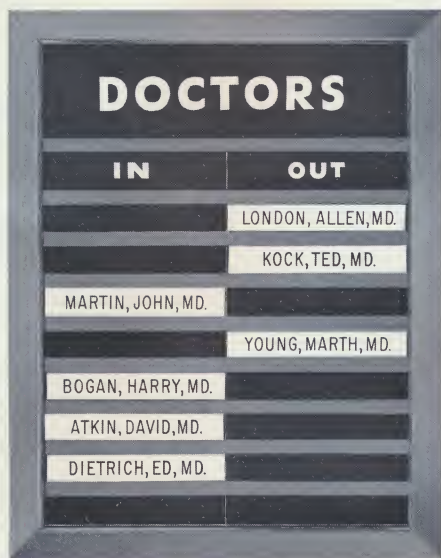 DOCTORS
IN OUT
LONDON, ALLEN, MD.
KOCK, TED, MD.
MARTIN, JOHN, MD.
YOUNG, MARTH, MD.
BOGAN, HARRY, MD.
ATKIN, DAVID, MD.
DIETRICH, ED, MD.